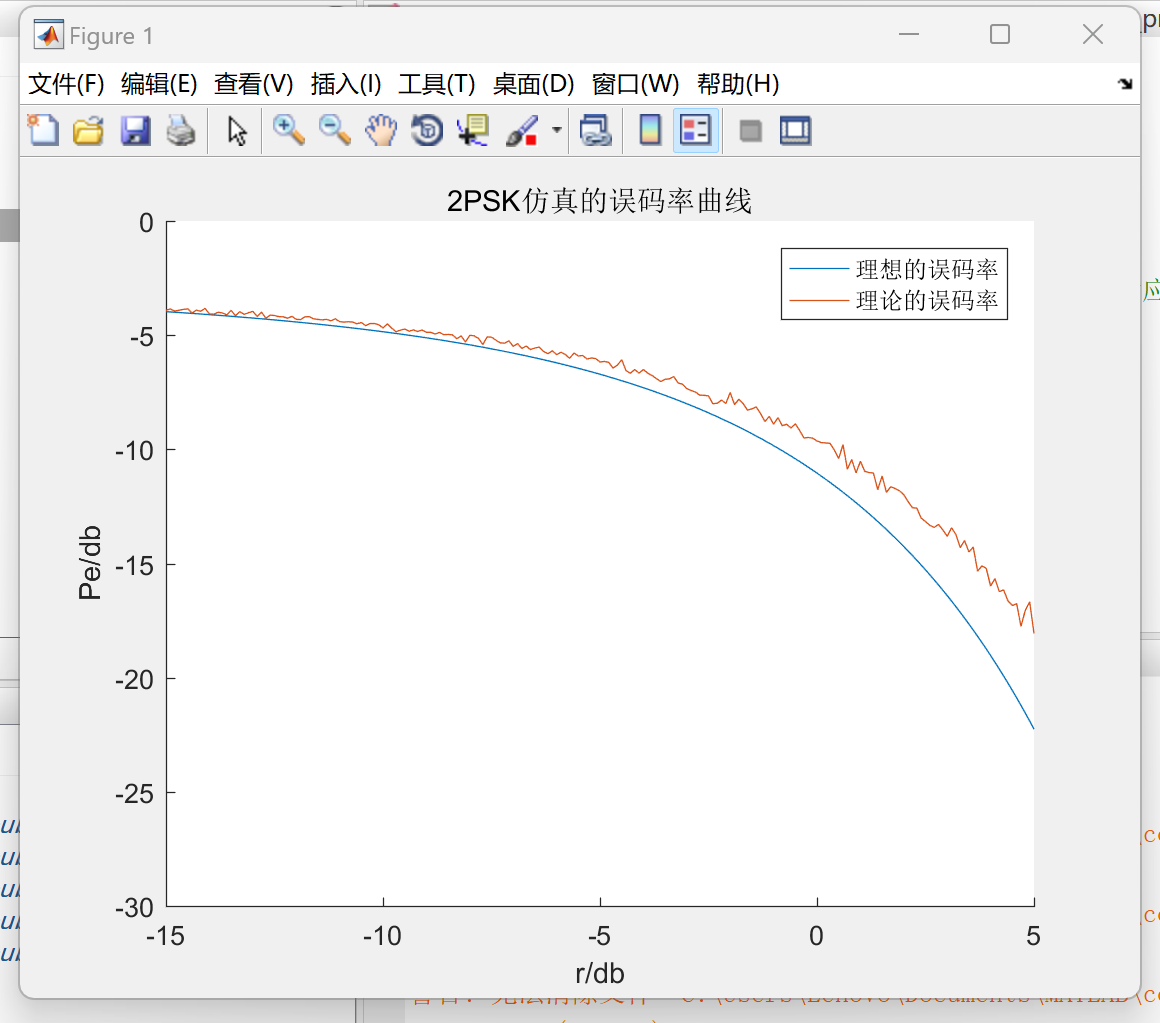 Figure 1
文件(F) 编辑(E) 查看(V) 插入(I) 工具(T) 桌面(D) 窗口(W) 帮助(H)
2PSK仿真的误码率曲线
理想的误码率
理论的误码率
0
-5
-10
-15
-20
-25
-30
Pe/db
-15 -10 -5 0 5
r/db
应